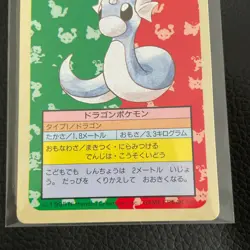 ドラゴンポケモン
タイプ1/ドラゴン
たかさ/1.8メートル おもさ/3.3キログラム
おもなわざ/まきつく・にらみつける
でんじは・こうそくいどう
こどもでも しんちょうは 2メートル いじょ
う。だっぴを くりかえして おおきくなる。